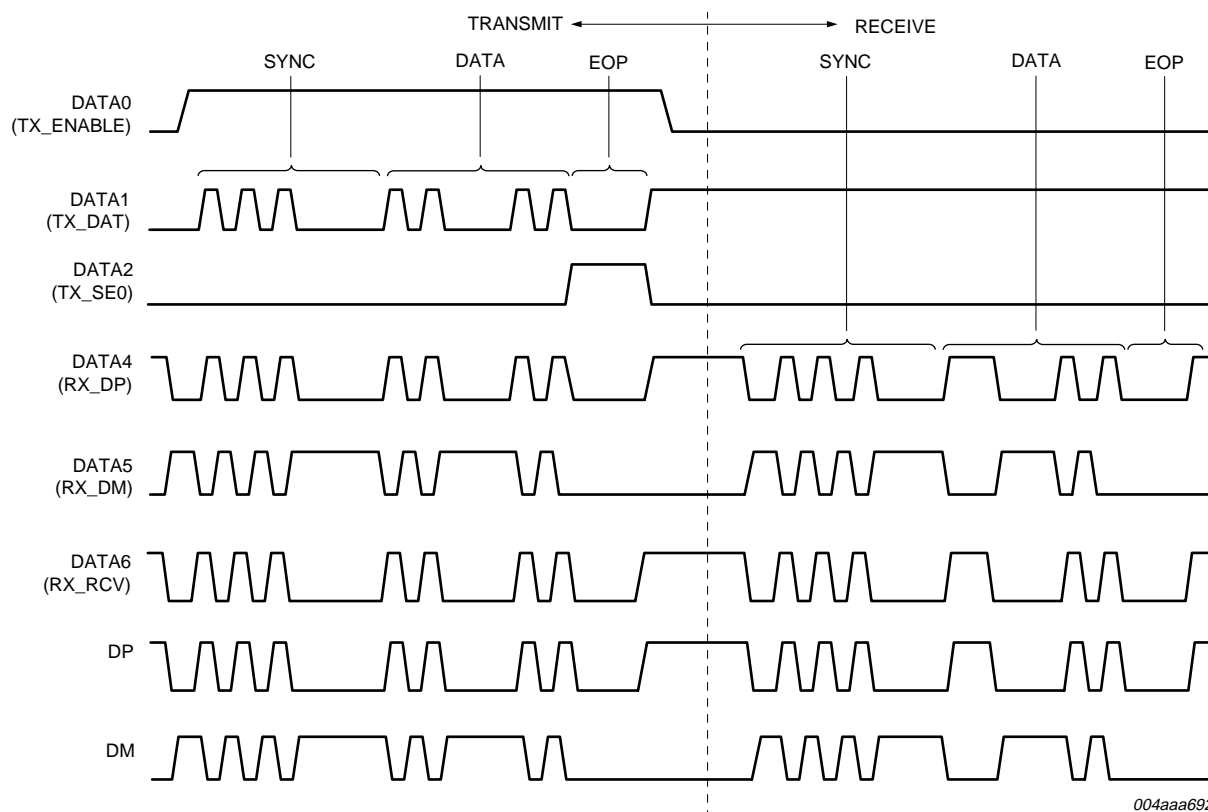 TRANSMIT RECEIVE
SYNC DATA EOP SYNC DATA EOP
DATA0
(TX_ENABLE)
DATA1
(TX_DAT)
DATA2
(TX_SE0)
DATA4
(RX_DP)
DATA5
(RX_DM)
DATA6
(RX_RCV)
DP
DM
004aaa692